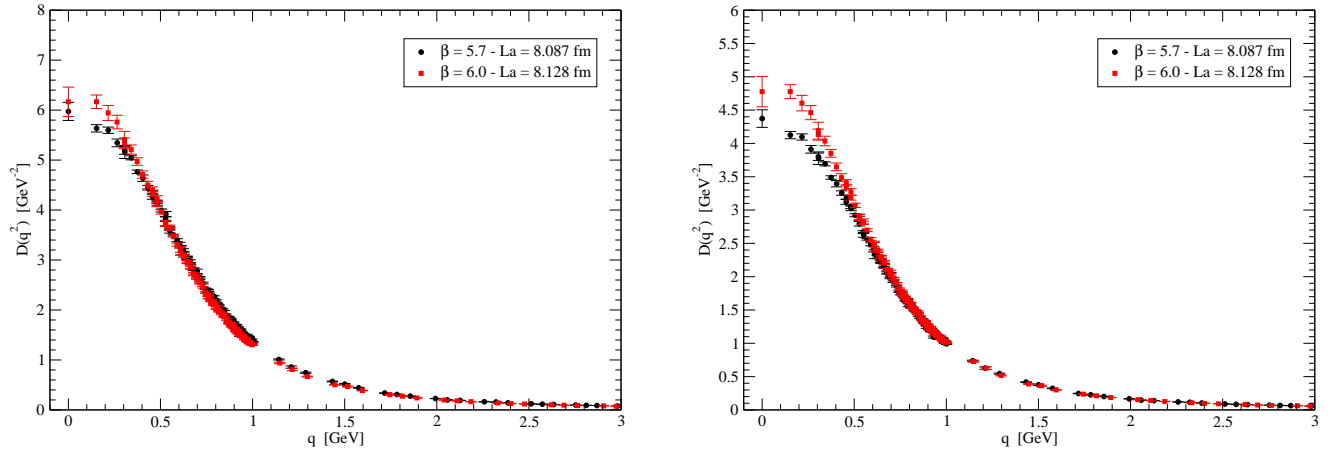 8
7
6
5
4
3
2
1
0
D(q²) [GeV⁻²]
β = 5.7 - La = 8.087 fm
β = 6.0 - La = 8.128 fm
0 0.5 1 1.5 2 2.5 3
q [GeV]
6
5.5
5
4.5
4
3.5
3
2.5
2
1.5
1
0.5
0
D(q²) [GeV⁻²]
β = 5.7 - La = 8.087 fm
β = 6.0 - La = 8.128 fm
0 0.5 1 1.5 2 2.5 3
q [GeV]